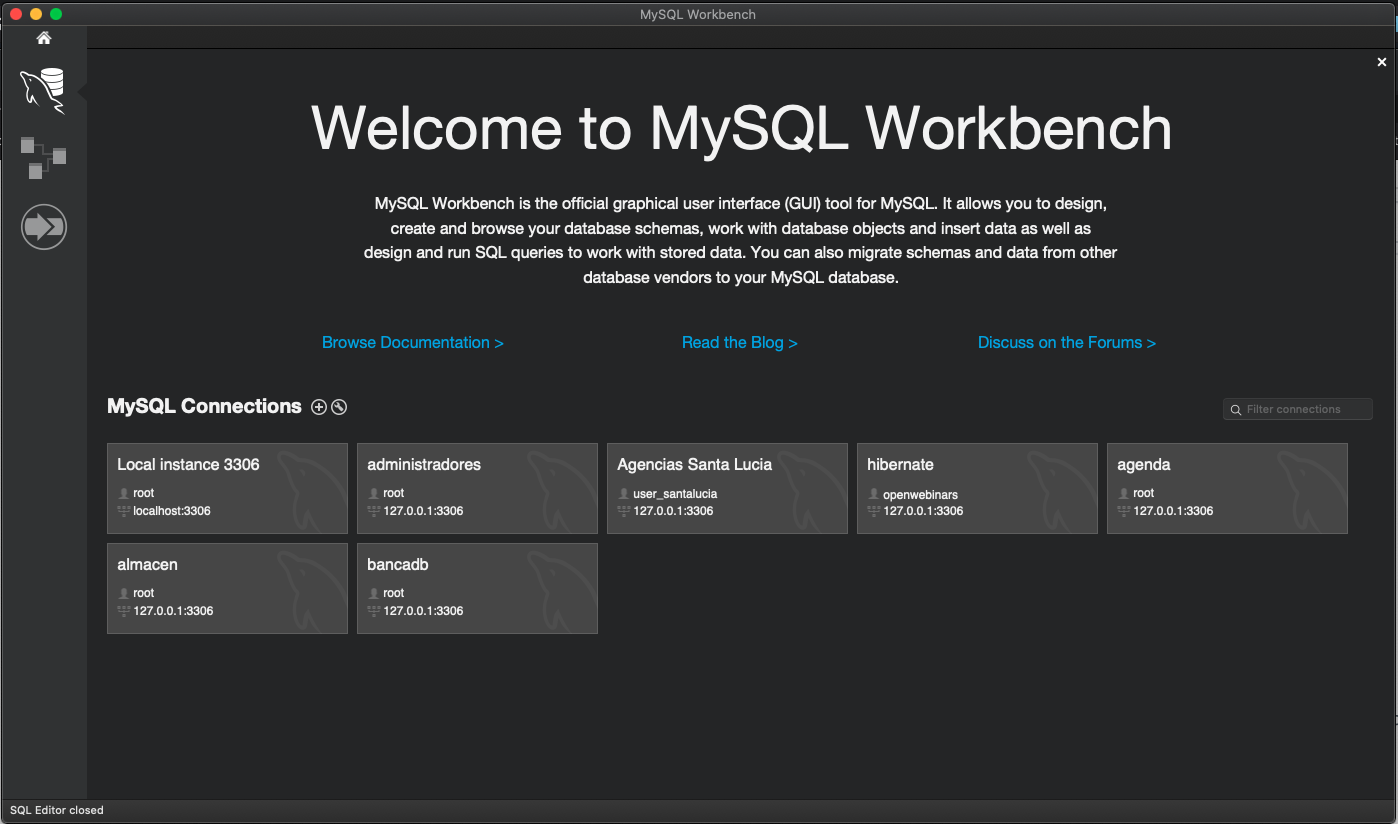 MySQL Workbench
Welcome to MySQL Workbench
MySQL Workbench is the official graphical user interface (GUI) tool for MySQL. It allows you to design,
create and browse your database schemas, work with database objects and insert data as well as
design and run SQL queries to work with stored data. You can also migrate schemas and data from other
database vendors to your MySQL database.
Browse Documentation >
Read the Blog >
Discuss on the Forums >
MySQL Connections
Filter connections
Local instance 3306
root
localhost:3306
administradores
root
127.0.0.1:3306
Agencias Santa Lucia
user_santalucia
127.0.0.1:3306
hibernate
openwebinars
127.0.0.1:3306
agenda
root
127.0.0.1:3306
almacen
root
127.0.0.1:3306
bancadb
root
127.0.0.1:3306
SQL Editor closed